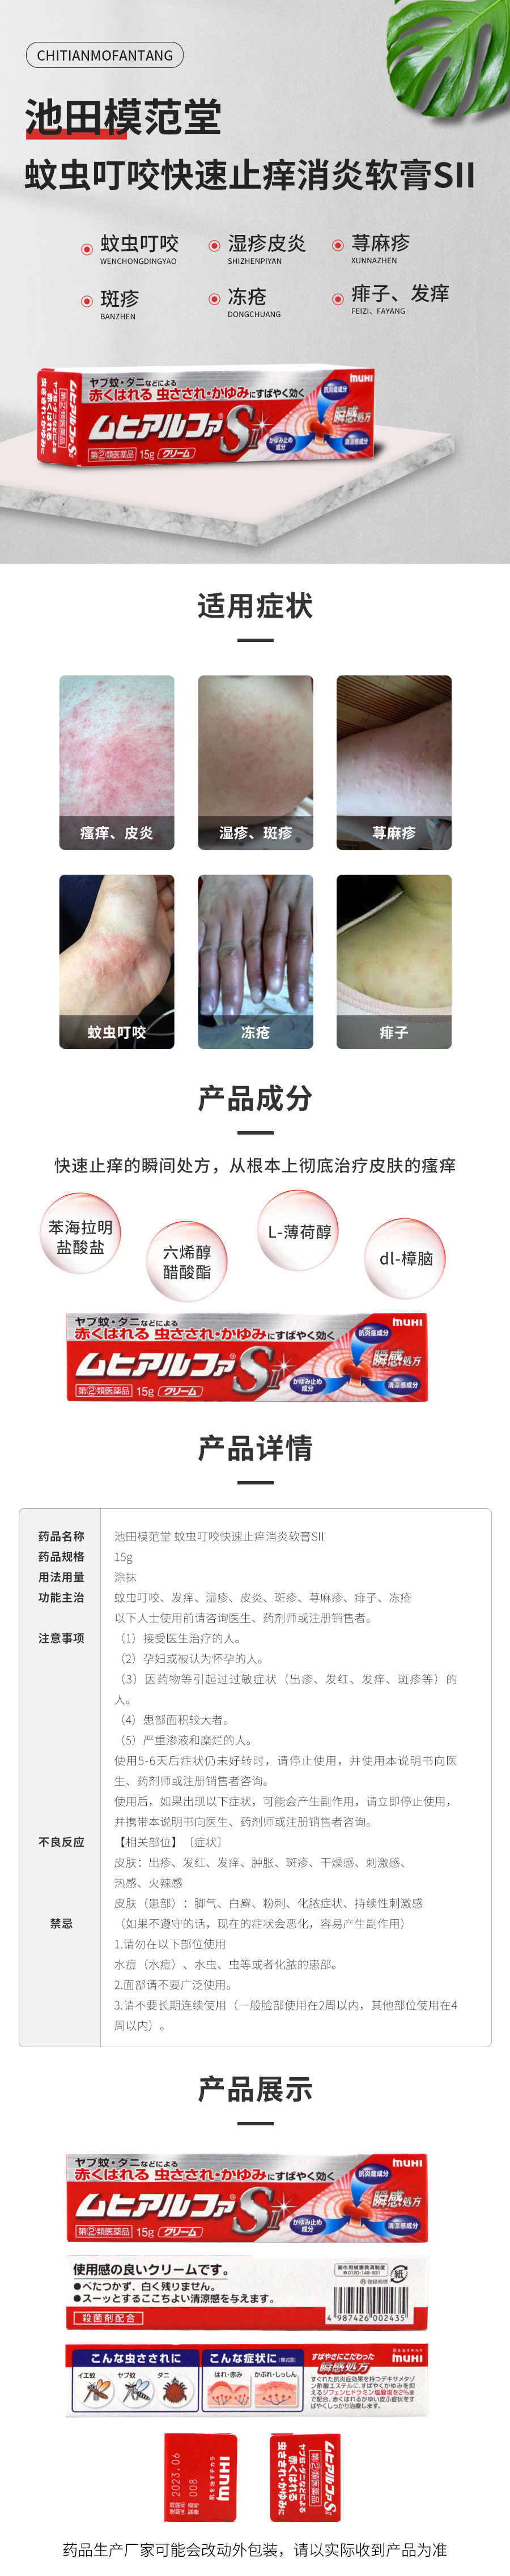 CHITIANMOFANTANG
池田模范堂
蚊虫叮咬快速止痒消炎软膏SII
蚊虫叮咬
WENCHONGDINGYAO
湿疹皮炎
SHIZHENPIYAN
荨麻疹
XUNNAZHEN
斑疹
BANZHEN
冻疮
DONGCHUANG
痱子、发痒
FEIZI、FAYANG
ヤブ蚊・ダニなどによる
赤くはれる 虫さされ・かゆみにすばやく効く
ムヒアルファSII
第②類医薬品 15g クリーム
MUHI
抗炎症成分
瞬感処方
かゆみ止め成分
清涼感成分
适用症状
瘙痒、皮炎
湿疹、斑疹
荨麻疹
蚊虫叮咬
冻疮
痱子
产品成分
快速止痒的瞬间处方，从根本上彻底治疗皮肤的瘙痒
苯海拉明
盐酸盐
六烯醇
醋酸酯
L-薄荷醇
dl-樟脑
ヤブ蚊・ダニなどによる
赤くはれる 虫さされ・かゆみにすばやく効く
ムヒアルファSII
第②類医薬品 15g クリーム
MUHI
抗炎症成分
瞬感処方
かゆみ止め成分
清涼感成分
产品详情
药品名称 池田模范堂 蚊虫叮咬快速止痒消炎软膏SII
药品规格 15g
用法用量 涂抹
功能主治 蚊虫叮咬、发痒、湿疹、皮炎、斑疹、荨麻疹、痱子、冻疮
以下人士使用前请咨询医生、药剂师或注册销售者。
注意事项 （1）接受医生治疗的人。
（2）孕妇或被认为怀孕的人。
（3）因药物等引起过过敏症状（出疹、发红、发痒、斑疹等）的
人。
（4）患部面积较大者。
（5）严重渗液和糜烂的人。
使用5-6天后症状仍未好转时，请停止使用，并使用本说明书向医
生、药剂师或注册销售者咨询。
使用后，如果出现以下症状，可能会产生副作用，请立即停止使用，
并携带本说明书向医生、药剂师或注册销售者咨询。
不良反应 【相关部位】〔症状〕
皮肤：出疹、发红、发痒、肿胀、斑疹、干燥感、刺激感、
热感、火辣感
皮肤（患部）：脚气、白癣、粉刺、化脓症状、持续性刺激感
禁忌 （如果不遵守的话，现在的症状会恶化，容易产生副作用）
1.请勿在以下部位使用
水痘（水痘）、水虫、虫等或者化脓的患部。
2.面部请不要广泛使用。
3.请不要长期连续使用（一般脸部使用在2周以内，其他部位使用在4
周以内）。
产品展示
ヤブ蚊・ダニなどによる
赤くはれる 虫さされ・かゆみにすばやく効く
ムヒアルファSII
第②類医薬品 15g クリーム
MUHI
抗炎症成分
瞬感処方
かゆみ止め成分
清涼感成分
使用感の良いクリームです。
●べたつかず、白く残りません。
●スーッとするここちよい清涼感を与えます。
殺菌剤配合
紙
4 987426 002435
こんな虫さされに
イエ蚊 ヤブ蚊 ダニ
こんな症状に
はれ・赤み かぶれ・しっしん
すばやさにこだわった
瞬感処方
MUHI
2023.06
008
MUHI
ヤブ蚊・ダニなどによる
赤くはれる
虫さされ・かゆみに
第②類医薬品
ムヒアルファSII
药品生产厂家可能会改动外包装，请以实际收到产品为准